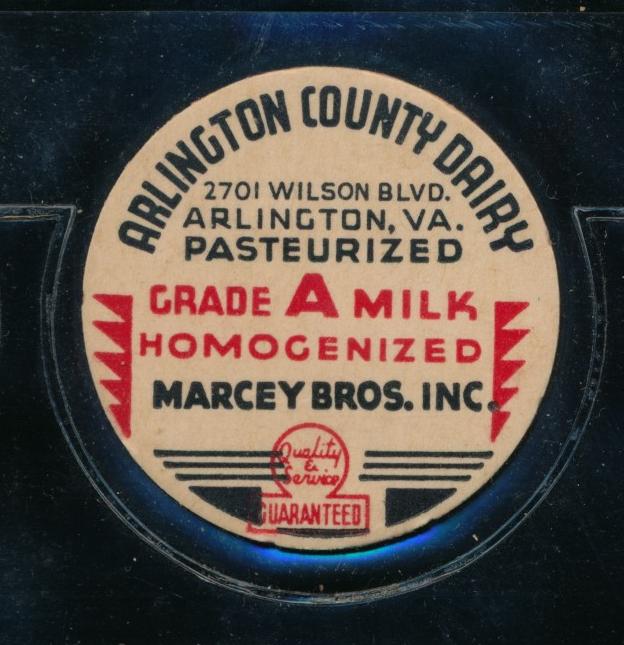 ARLINGTON COUNTY DAIRY
2701 WILSON BLVD.
ARLINGTON, VA.
PASTEURIZED
GRADE A MILK
HOMOGENIZED
MARCEY BROS. INC.
Quality
&
Service
GUARANTEED